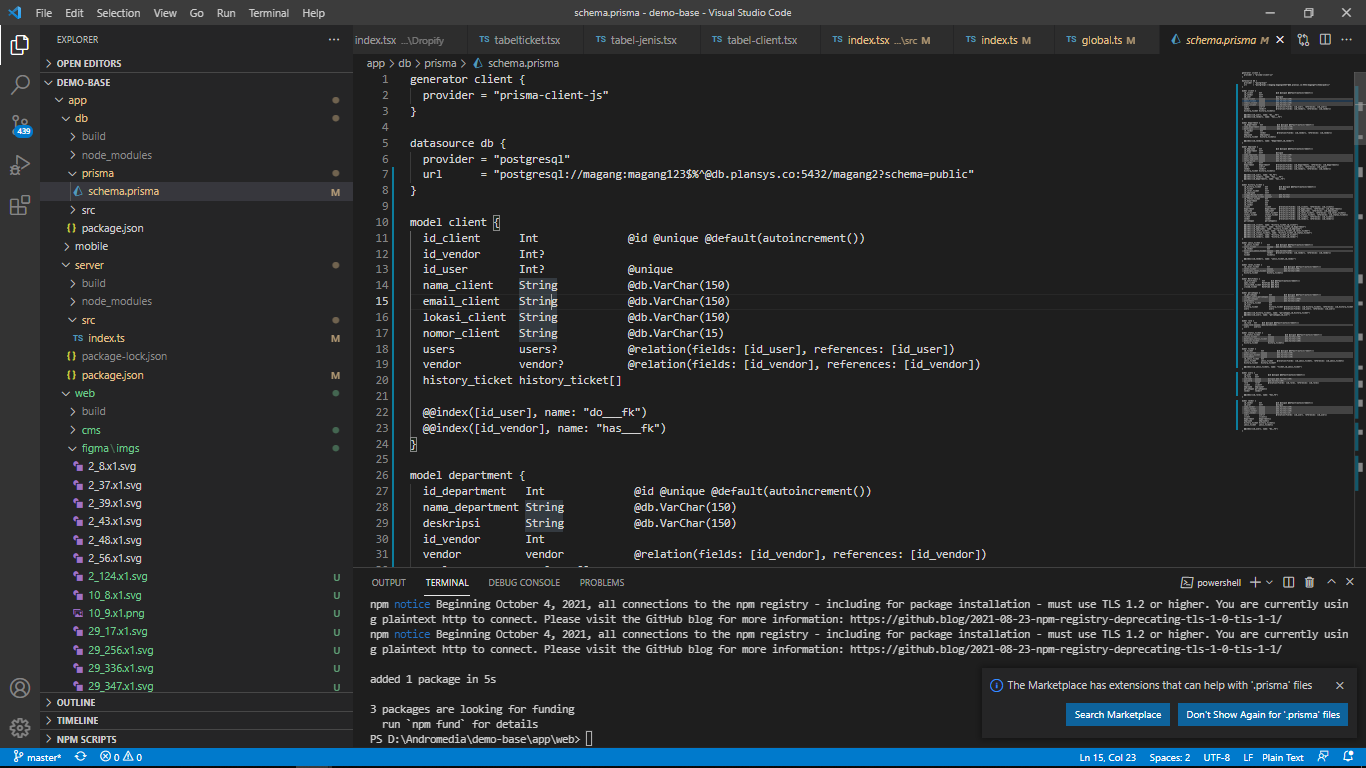 File Edit Selection View Go Run Terminal Help
schema.prisma - demo-base - Visual Studio Code
EXPLORER
OPEN EDITORS
DEMO-BASE
app
db
build
node_modules
prisma
schema.prisma M
src
package.json
mobile
server
build
node_modules
src
TS index.ts M
{} package-lock.json
{} package.json M
web
build
cms
figma\imgs
2_8.x1.svg
2_37.x1.svg
2_39.x1.svg
2_43.x1.svg
2_48.x1.svg
2_56.x1.svg
2_124.x1.svg U
10_8.x1.svg U
10_9.x1.png U
29_17.x1.svg U
29_256.x1.svg U
29_336.x1.svg U
29_347.x1.svg U
OUTLINE
TIMELINE
NPM SCRIPTS
439
index.tsx ...\Dropify TS tabelticket.tsx TS tabel-jenis.tsx TS tabel-client.tsx TS index.tsx ...\src M TS index.ts M TS global.ts M schema.prisma M
app > db > prisma > schema.prisma
1 generator client {
2 provider = "prisma-client-js"
3 }
4
5 datasource db {
6 provider = "postgresql"
7 url = "postgresql://magang:magang123$%^@db.plansys.co:5432/magang2?schema=public"
8 }
9
10 model client {
11 id_client Int @id @unique @default(autoincrement())
12 id_vendor Int?
13 id_user Int? @unique
14 nama_client String @db.VarChar(150)
15 email_client String @db.VarChar(150)
16 lokasi_client String @db.VarChar(150)
17 nomor_client String @db.VarChar(15)
18 users users? @relation(fields: [id_user], references: [id_user])
19 vendor vendor? @relation(fields: [id_vendor], references: [id_vendor])
20 history_ticket history_ticket[]
21
22 @@index([id_user], name: "do___fk")
23 @@index([id_vendor], name: "has___fk")
24 }
25
26 model department {
27 id_department Int @id @unique @default(autoincrement())
28 nama_department String @db.VarChar(150)
29 deskripsi String @db.VarChar(150)
30 id_vendor Int
31 vendor vendor @relation(fields: [id_vendor], references: [id_vendor])
OUTPUT TERMINAL DEBUG CONSOLE PROBLEMS
powershell
npm notice Beginning October 4, 2021, all connections to the npm registry - including for package installation - must use TLS 1.2 or higher. You are currently usin
g plaintext http to connect. Please visit the GitHub blog for more information: https://github.blog/2021-08-23-npm-registry-deprecating-tls-1-0-tls-1-1/
npm notice Beginning October 4, 2021, all connections to the npm registry - including for package installation - must use TLS 1.2 or higher. You are currently usin
g plaintext http to connect. Please visit the GitHub blog for more information: https://github.blog/2021-08-23-npm-registry-deprecating-tls-1-0-tls-1-1/
added 1 package in 5s
3 packages are looking for funding
run `npm fund` for details
PS D:\Andromedia\demo-base\app\web>
The Marketplace has extensions that can help with '.prisma' files
Search Marketplace
Don't Show Again for '.prisma' files
master* 0 0
Ln 15, Col 23 Spaces: 2 UTF-8 LF Plain Text